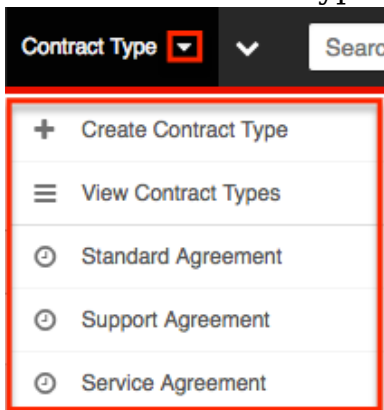 Contract Type
Searc
Create Contract Type
View Contract Types
Standard Agreement
Support Agreement
Service Agreement